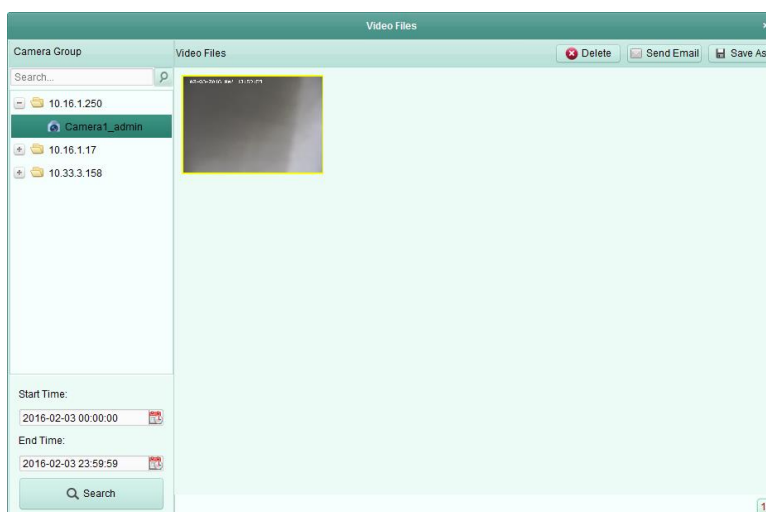 Video Files
Camera Group
Video Files
Delete
Send Email
Save As
Search...
10.16.1.250
Camera1_admin
10.16.1.17
10.33.3.158
Start Time:
2016-02-03 00:00:00
End Time:
2016-02-03 23:59:59
Search
1